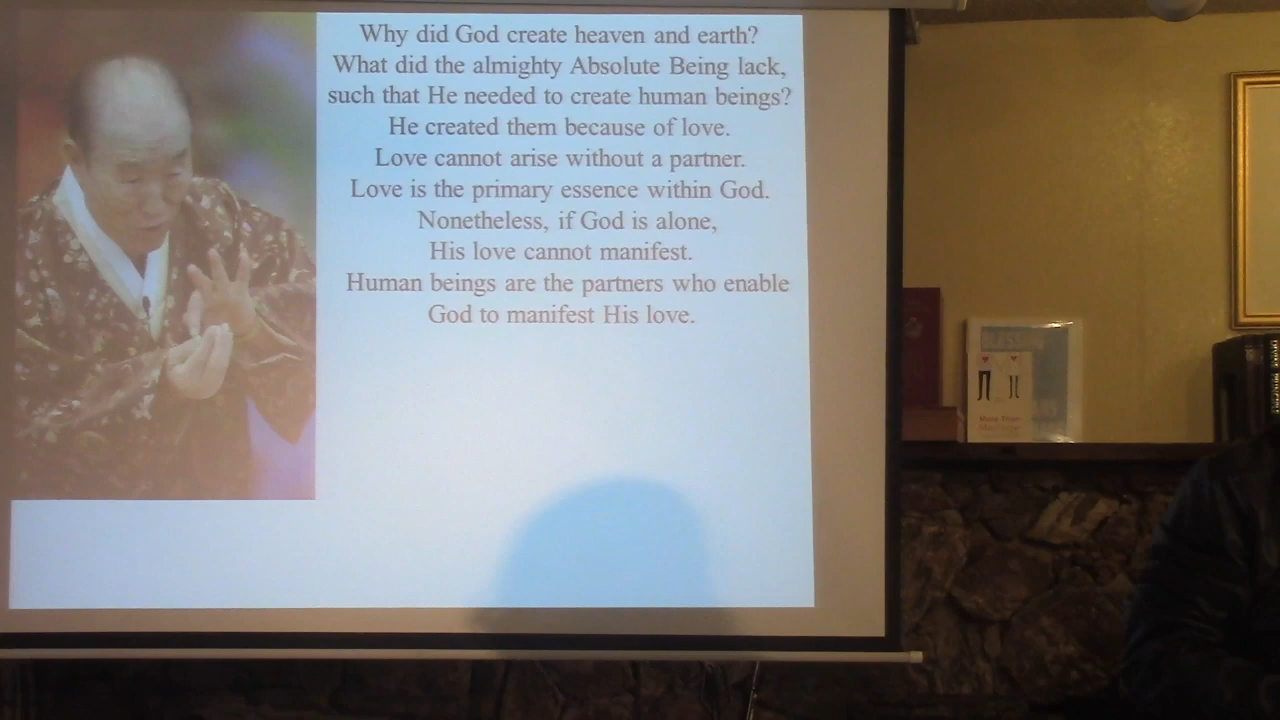 Why did God create heaven and earth?
What did the almighty Absolute Being lack,
such that He needed to create human beings?
He created them because of love.
Love cannot arise without a partner.
Love is the primary essence within God.
Nonetheless, if God is alone,
His love cannot manifest.
Human beings are the partners who enable
God to manifest His love.
More Than
Marriage